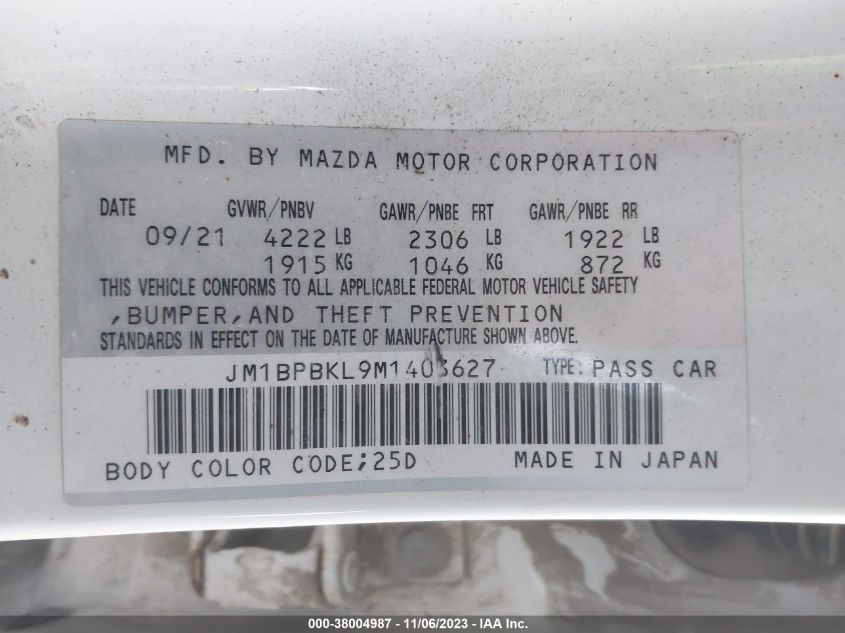 MFD. BY MAZDA MOTOR CORPORATION
DATE GVWR/PNBV GAWR/PNBE FRT GAWR/PNBE RR
09/21 4222 LB 2306 LB 1922 LB
1915 KG 1046 KG 872 KG
THIS VEHICLE CONFORMS TO ALL APPLICABLE FEDERAL MOTOR VEHICLE SAFETY
,BUMPER,AND THEFT PREVENTION
STANDARDS IN EFFECT ON THE DATE OF MANUFACTURE SHOWN ABOVE.
JM1BPBKL9M1403627 TYPE: PASS CAR
BODY COLOR CODE;25D MADE IN JAPAN
000-38004987 - 11/06/2023 - IAA Inc.